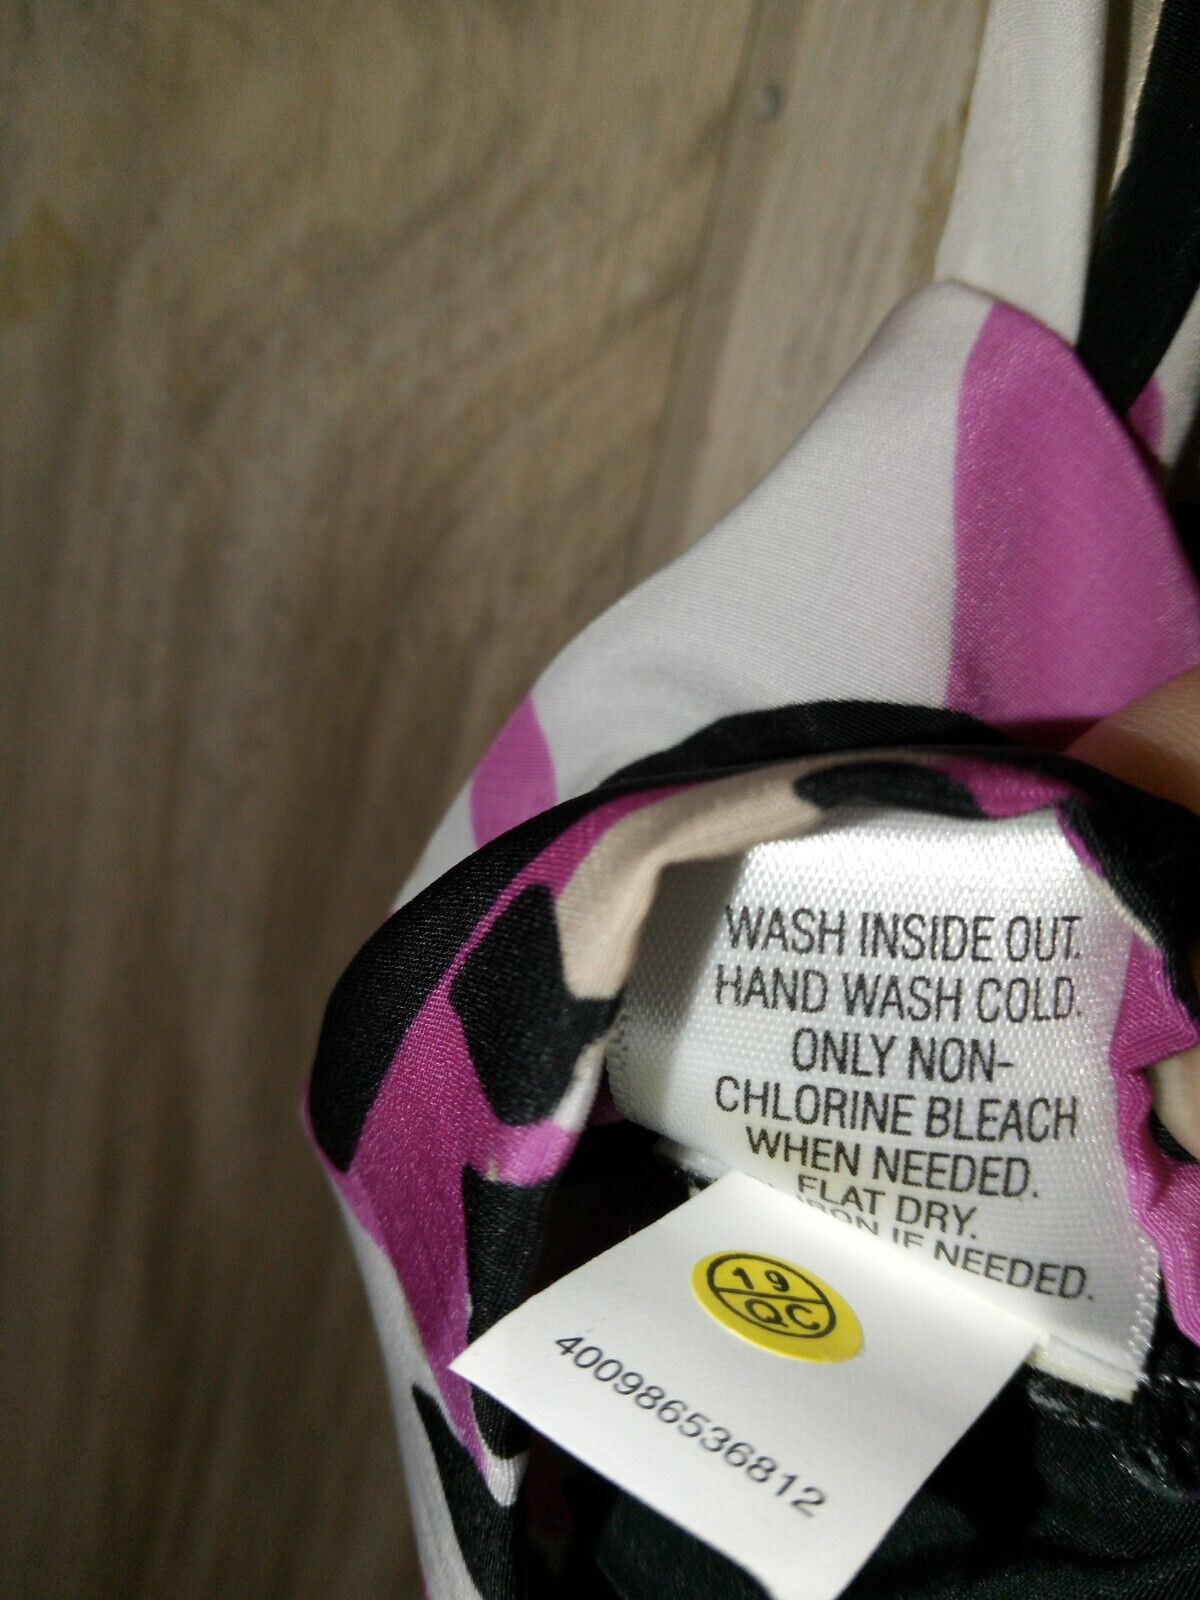 WASH INSIDE OUT.
HAND WASH COLD.
ONLY NON-
CHLORINE BLEACH
WHEN NEEDED.
FLAT DRY.
IRON IF NEEDED.
19
QC
400986536812